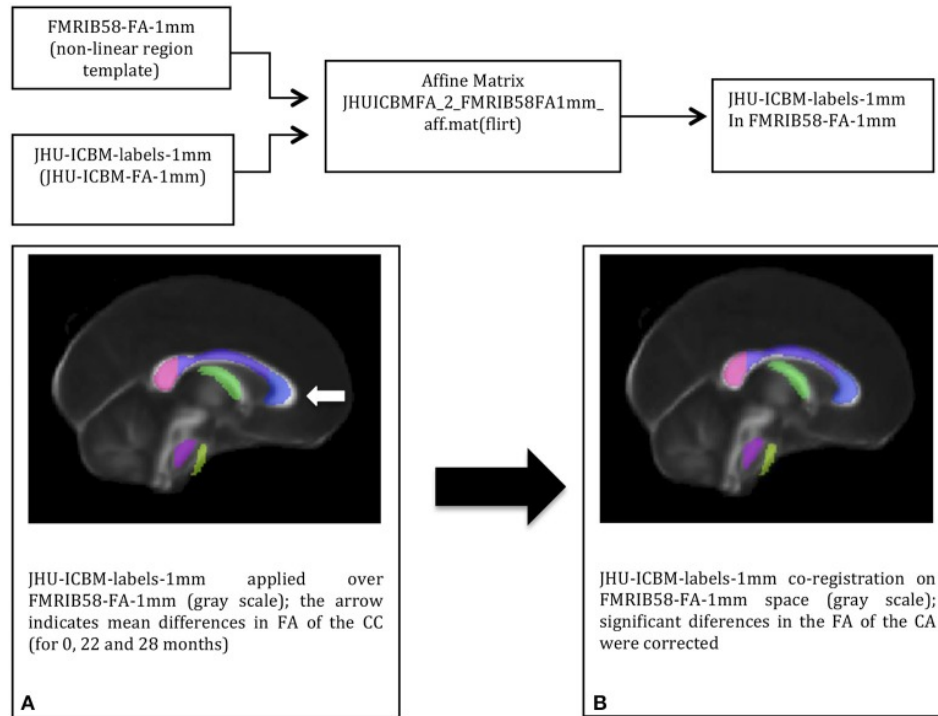 FMRIB58-FA-1mm
(non-linear region
template)
JHU-ICBM-labels-1mm
(JHU-ICBM-FA-1mm)
Affine Matrix
JHUICBMFA_2_FMRIB58FA1mm_
aff.mat(flirt)
JHU-ICBM-labels-1mm
In FMRIB58-FA-1mm
JHU-ICBM-labels-1mm applied over
FMRIB58-FA-1mm (gray scale); the arrow
indicates mean differences in FA of the CC
(for 0, 22 and 28 months)
A
JHU-ICBM-labels-1mm co-registration on
FMRIB58-FA-1mm space (gray scale);
significant diferences in the FA of the CA
were corrected
B